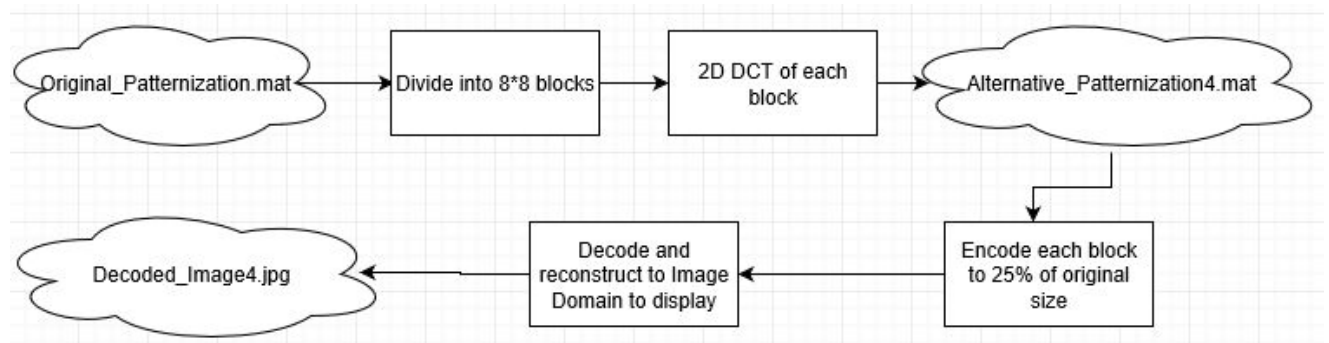 Original_Patternization.mat
Divide into 8*8 blocks
2D DCT of each
block
Alternative_Patternization4.mat
Encode each block
to 25% of original
size
Decode and
reconstruct to Image
Domain to display
Decoded_Image4.jpg